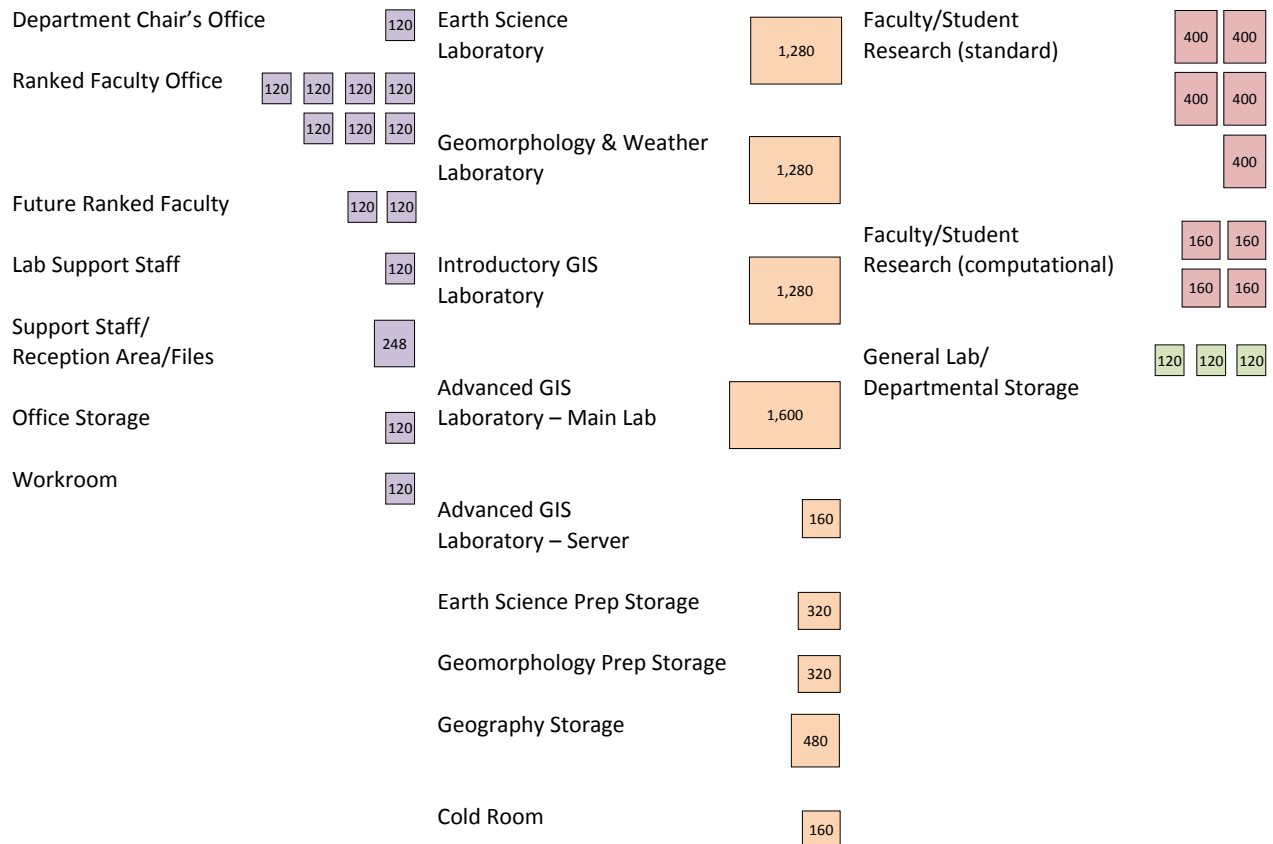 Department Chair’s Office
120
Ranked Faculty Office
120 120 120 120
120 120 120
Future Ranked Faculty
120 120
Lab Support Staff
120
Support Staff/
Reception Area/Files
248
Office Storage
120
Workroom
120
Earth Science
Laboratory
1,280
Geomorphology & Weather
Laboratory
1,280
Introductory GIS
Laboratory
1,280
Advanced GIS
Laboratory – Main Lab
1,600
Advanced GIS
Laboratory – Server
160
Earth Science Prep Storage
320
Geomorphology Prep Storage
320
Geography Storage
480
Cold Room
160
Faculty/Student
Research (standard)
400 400
400 400
400
Faculty/Student
Research (computational)
160 160
160 160
General Lab/
Departmental Storage
120 120 120